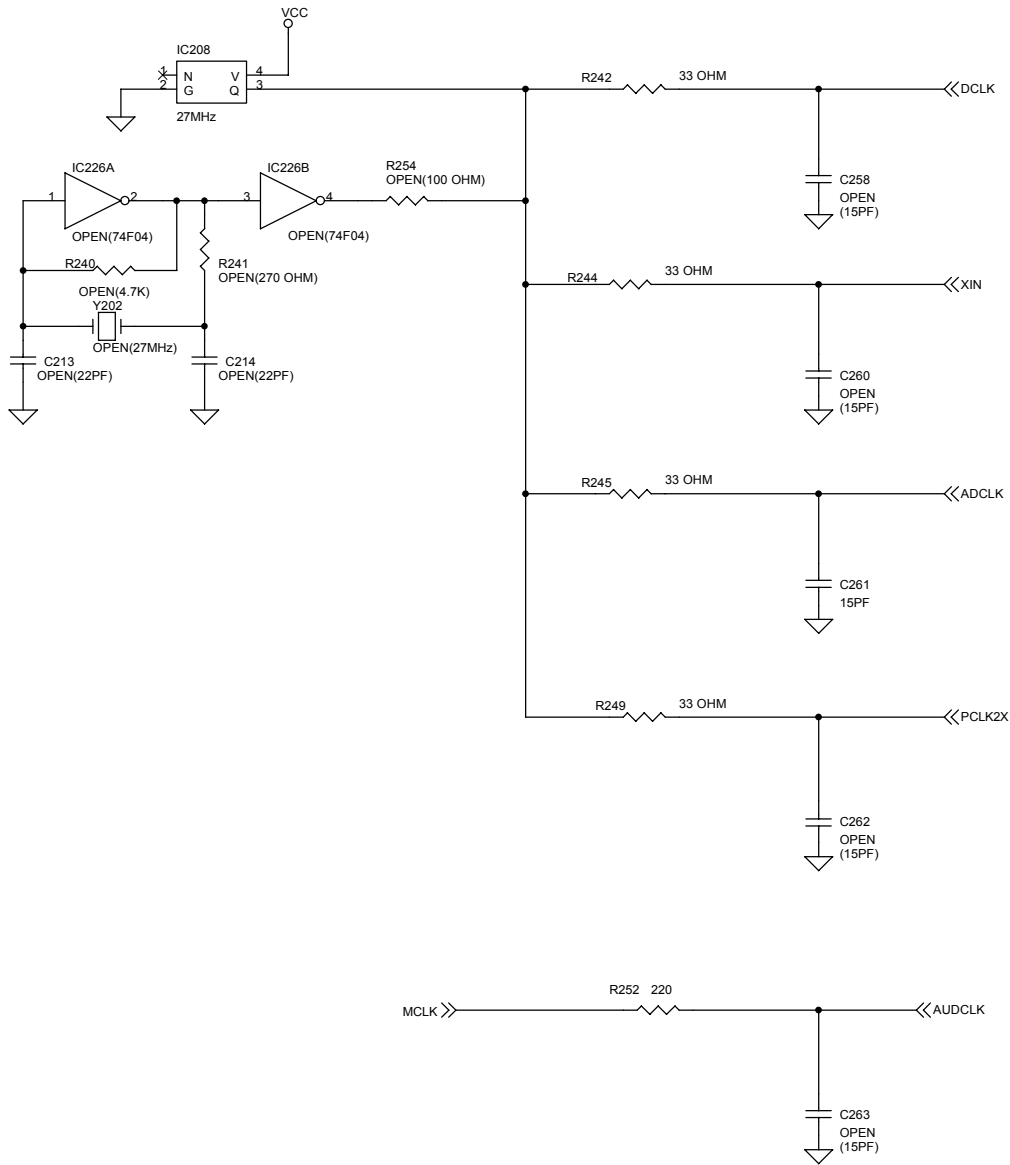 VCC
IC208
1 N V 4
2 G Q 3
27MHz
R242 33 OHM
DCLK
C258
OPEN
(15PF)
IC226A
1 2
OPEN(74F04)
IC226B
3 4
OPEN(74F04)
R254
OPEN(100 OHM)
R240
OPEN(4.7K)
R241
OPEN(270 OHM)
Y202
OPEN(27MHz)
C213
OPEN(22PF)
C214
OPEN(22PF)
R244 33 OHM
XIN
C260
OPEN
(15PF)
R245 33 OHM
ADCLK
C261
15PF
R249 33 OHM
PCLK2X
C262
OPEN
(15PF)
MCLK
R252 220
AUDCLK
C263
OPEN
(15PF)